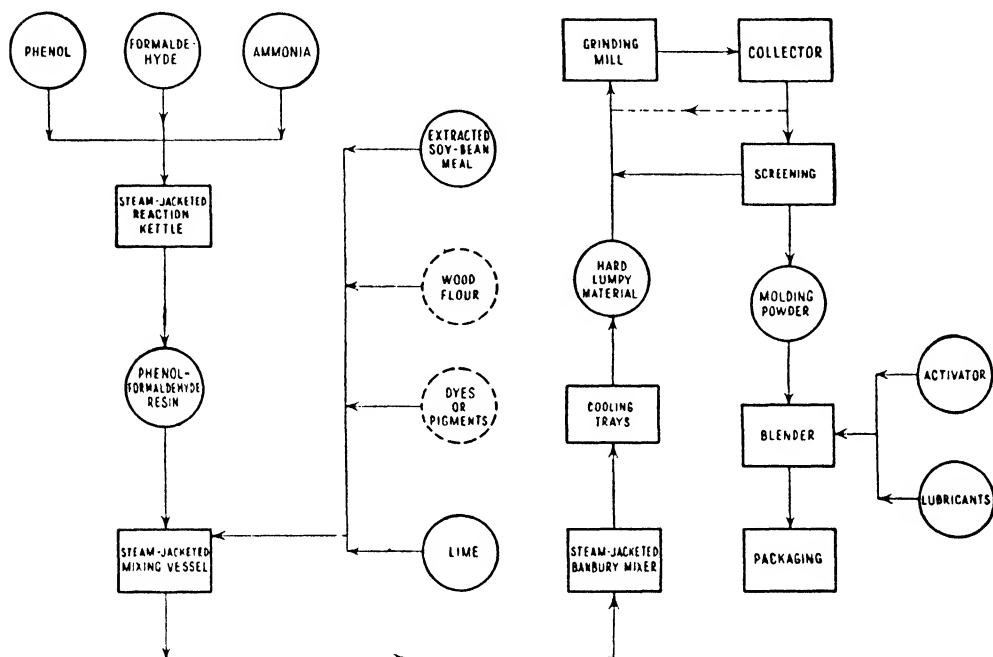 PHENOL
FORMALDE-
HYDE
AMMONIA
STEAM-JACKETED
REACTION
KETTLE
PHENOL-
FORMALDEHYDE
RESIN
STEAM-JACKETED
MIXING VESSEL
EXTRACTED
SOY-BEAN
MEAL
WOOD
FLOUR
DYES
OR
PIGMENTS
LIME
GRINDING
MILL
COLLECTOR
SCREENING
HARD
LUMPY
MATERIAL
MOLDING
POWDER
COOLING
TRAYS
BLENDER
ACTIVATOR
LUBRICANTS
STEAM-JACKETED
BANBURY MIXER
PACKAGING